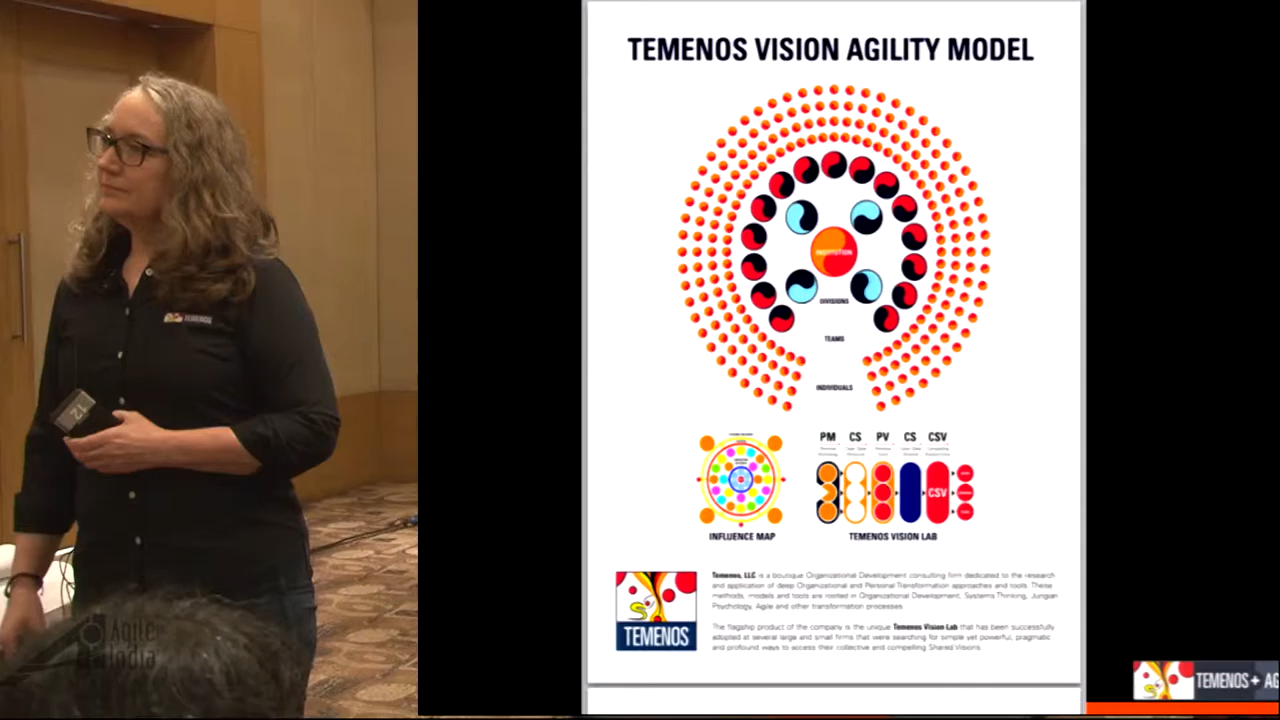 TEMENOS VISION AGILITY MODEL
INSTITUTION
DIVISIONS
TEAMS
INDIVIDUALS
PM CS PV CS CSV
CSV
INFLUENCE MAP
TEMENOS VISION LAB
Temenos, LLC is a boutique Organizational Development consulting firm dedicated to the research
and application of deep Organizational and Personal Transformation approaches and tools. These
methods, models and tools are rooted in Organizational Development, Systems Thinking, Jungian
Psychology, Agile and other transformation processes
The flagship product of the company is the unique Temenos Vision Lab that has been successfully
adopted at several large and small firms that were searching for simple yet powerful, pragmatic
and profound ways to access their collective and compelling Shared Visions.
TEMENOS
TEMENOS
TEMENOS + AG